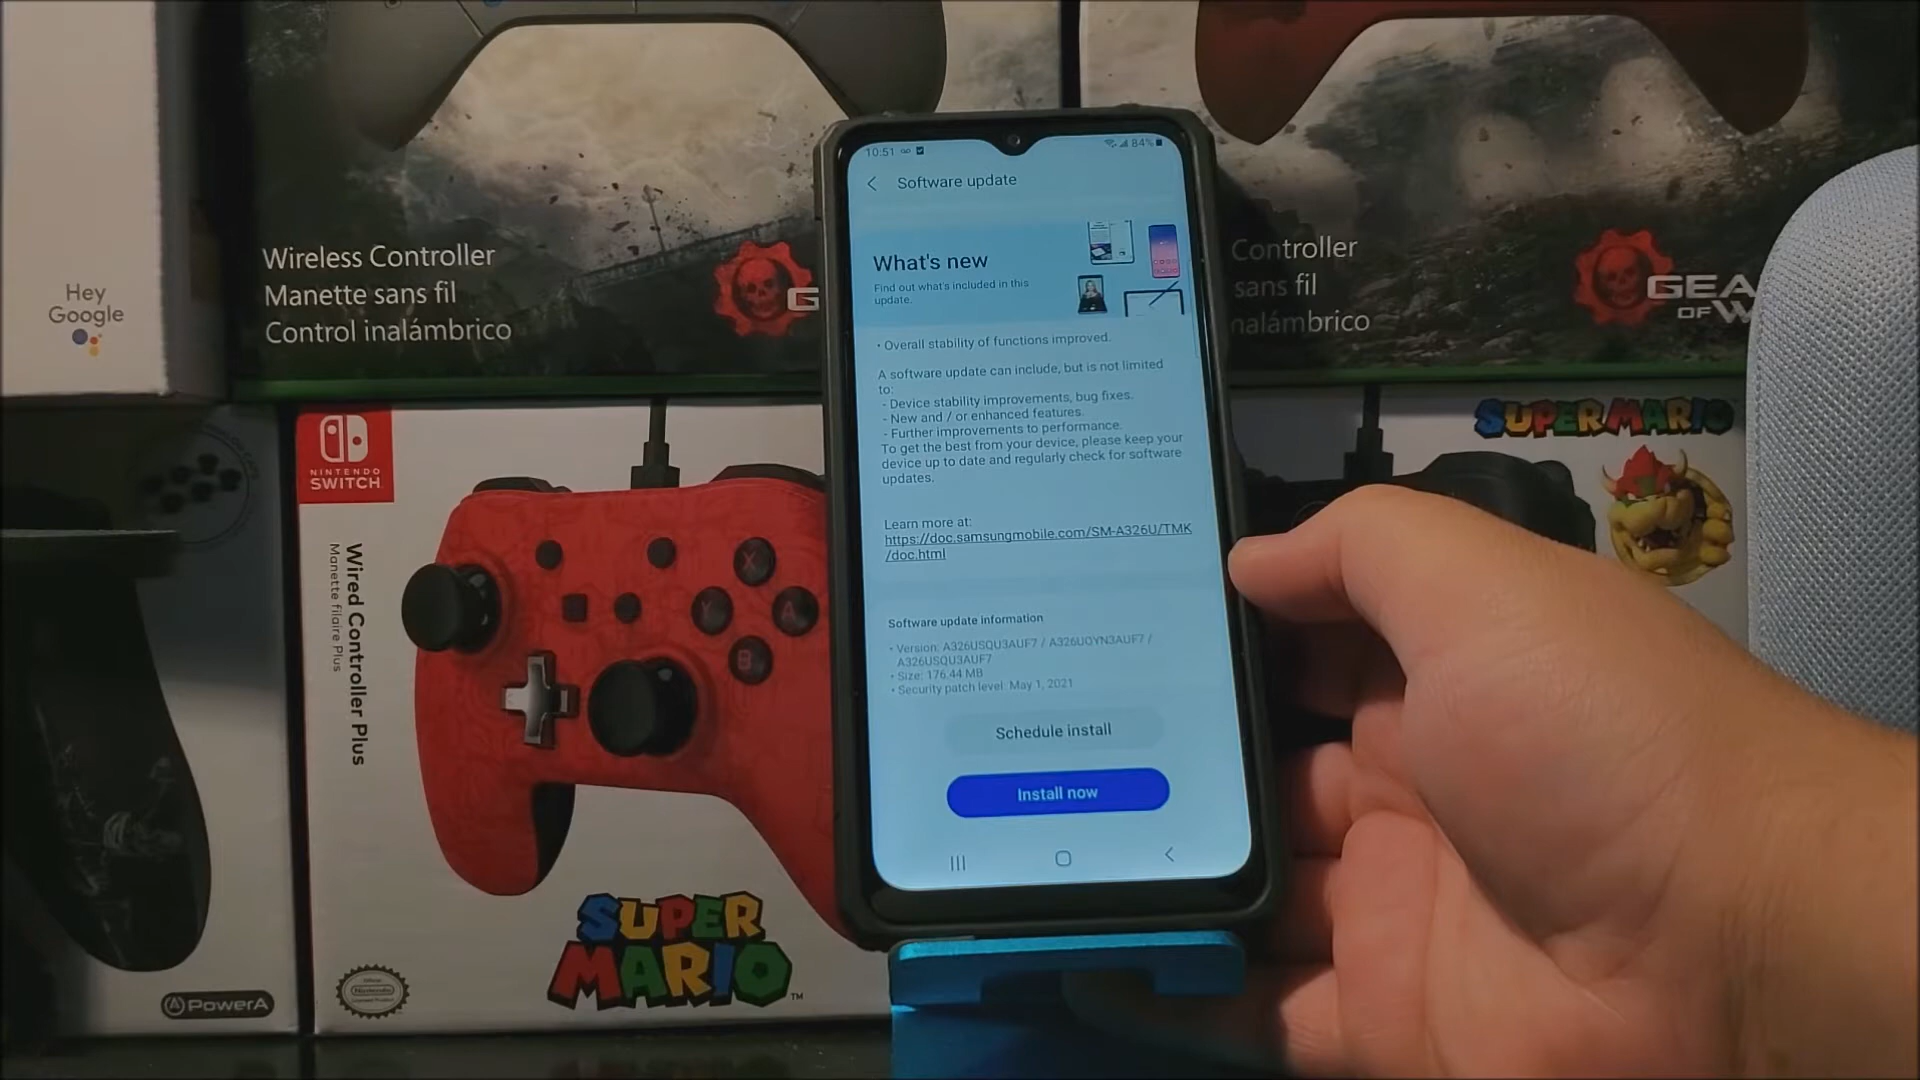 Hey
Google
Wireless Controller
Manette sans fil
Control inalámbrico
G
Controller
sans fil
nalámbrico
GEA
OF W
NINTENDO
SWITCH
Wired Controller Plus
Manette filaire Plus
X
Y
A
B
SUPER
MARIO
TM
Nintendo
PowerA
SUPER MARIO
10:51
84%
Software update
What's new
Find out what's included in this
update.
• Overall stability of functions improved.
A software update can include, but is not limited
to:
- Device stability improvements, bug fixes.
- New and / or enhanced features.
- Further improvements to performance.
To get the best from your device, please keep your
device up to date and regularly check for software
updates.
Learn more at:
https://doc.samsungmobile.com/SM-A326U/TMK
/doc.html
Software update information
• Version: A326USQU3AUF7 / A326UOYN3AUF7 /
A326USQU3AUF7
• Size: 176.44 MB
• Security patch level: May 1, 2021
Schedule install
Install now